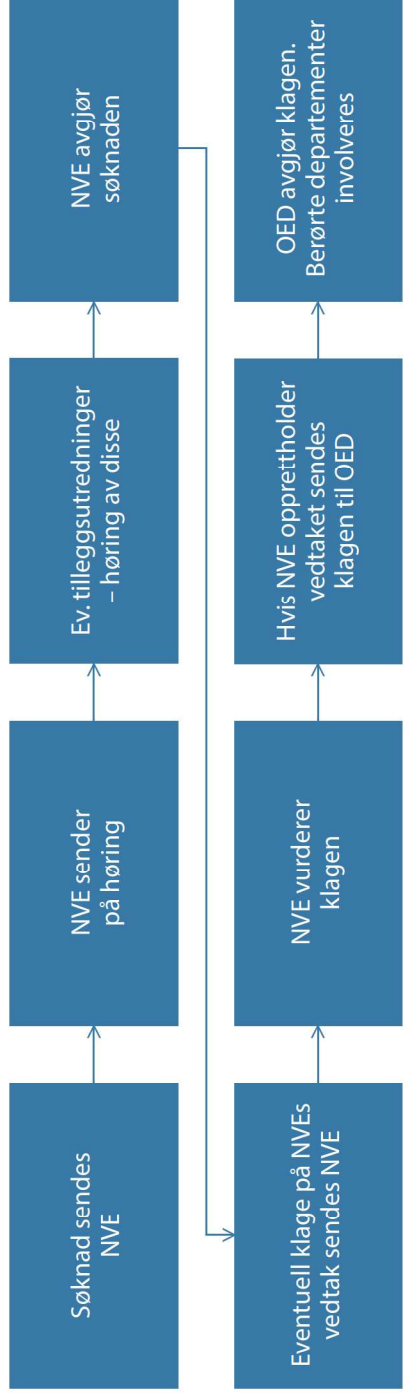 Søknad sendes
NVE
NVE sender
på høring
Ev. tilleggsutredninger
– høring av disse
NVE avgjør
søknaden
Eventuell klage på NVEs
vedtak sendes NVE
NVE vurderer
klagen
Hvis NVE opprettholder
vedtaket sendes
klagen til OED
OED avgjør klagen.
Berørte departementer
involveres